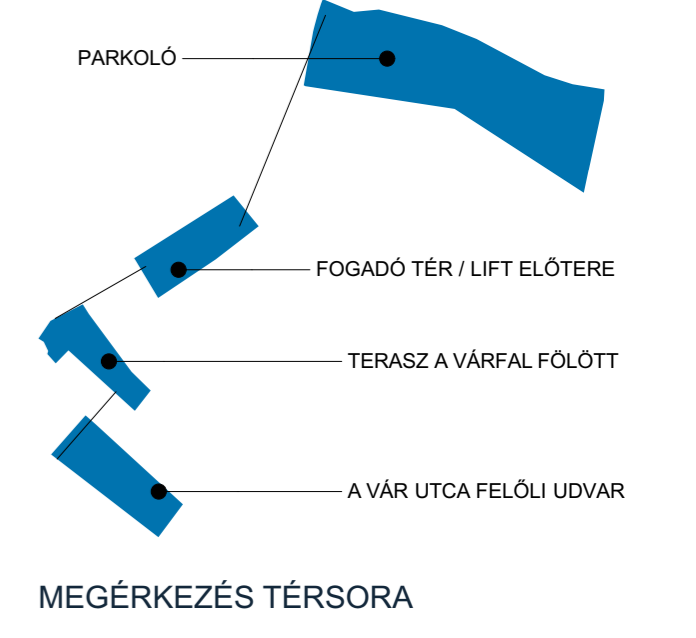 PARKOLÓ
FOGADÓ TÉR / LIFT ELŐTERE
TERASZ A VÁRFAL FÖLÖTT
A VÁR UTCA FELŐLI UDVAR
MEGÉRKEZÉS TÉRSORA